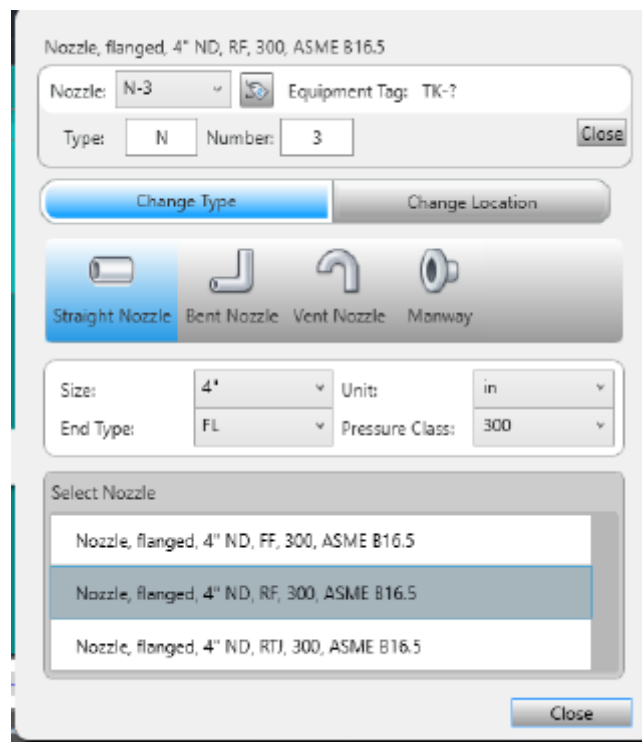 Nozzle, flanged, 4" ND, RF, 300, ASME B16.5
Nozzle: N-3 Equipment Tag: TK-?
Type: N Number: 3 Close
Change Type Change Location
Straight Nozzle Bent Nozzle Vent Nozzle Manway
Size: 4" Unit: in
End Type: FL Pressure Class: 300
Select Nozzle
Nozzle, flanged, 4" ND, FF, 300, ASME B16.5
Nozzle, flanged, 4" ND, RF, 300, ASME B16.5
Nozzle, flanged, 4" ND, RTJ, 300, ASME B16.5
Close